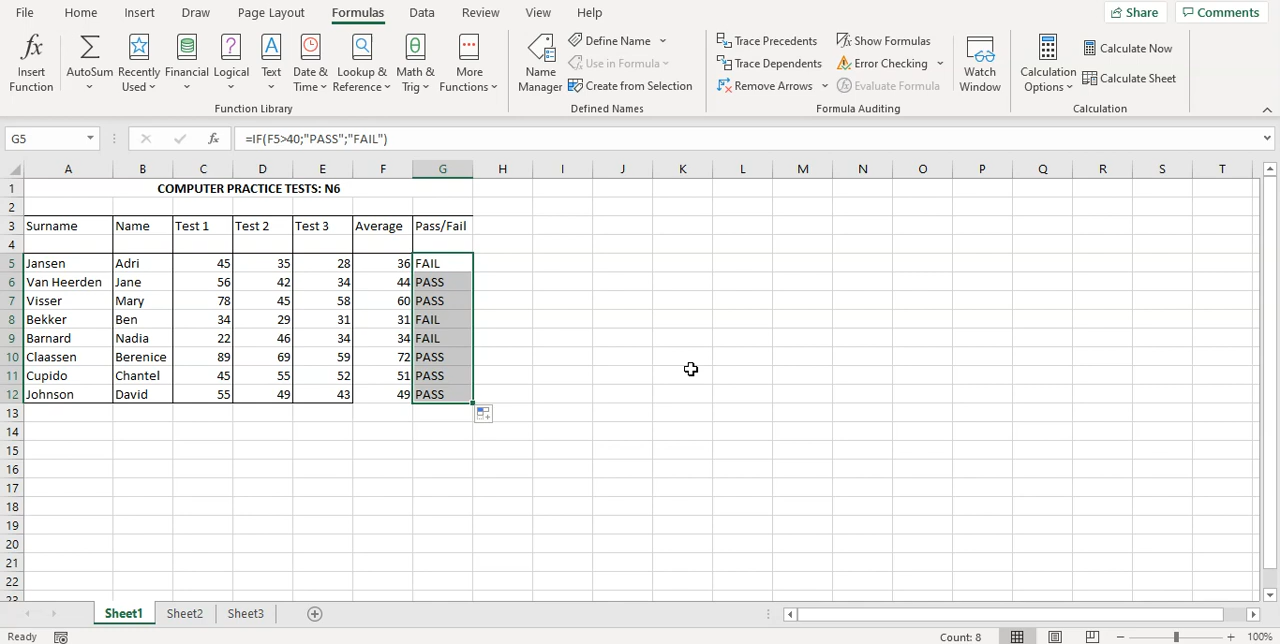 File Home Insert Draw Page Layout Formulas Data Review View Help Share Comments
fx Σ ? A θ Define Name Trace Precedents Show Formulas Calculate Now
Insert Function AutoSum Recently Used Financial Logical Text Date & Time Lookup & Reference Math & Trig More Functions Name Manager Use in Formula Trace Dependents Error Checking Watch Window Calculation Options
Create from Selection Remove Arrows Evaluate Formula Calculate Sheet
Function Library Defined Names Formula Auditing Calculation
G5 fx =IF(F5>40;"PASS";"FAIL")
A B C D E F G H I J K L M N O P Q R S T
1 COMPUTER PRACTICE TESTS: N6
2
3 Surname Name Test 1 Test 2 Test 3 Average Pass/Fail
4
5 Jansen Adri 45 35 28 36 FAIL
6 Van Heerden Jane 56 42 34 44 PASS
7 Visser Mary 78 45 58 60 PASS
8 Bekker Ben 34 29 31 31 FAIL
9 Barnard Nadia 22 46 34 34 FAIL
10 Claassen Berenice 89 69 59 72 PASS
11 Cupido Chantel 45 55 52 51 PASS
12 Johnson David 55 49 43 49 PASS
13
14
15
16
17
18
19
20
21
22
23
Sheet1 Sheet2 Sheet3
Ready Count: 8 100%